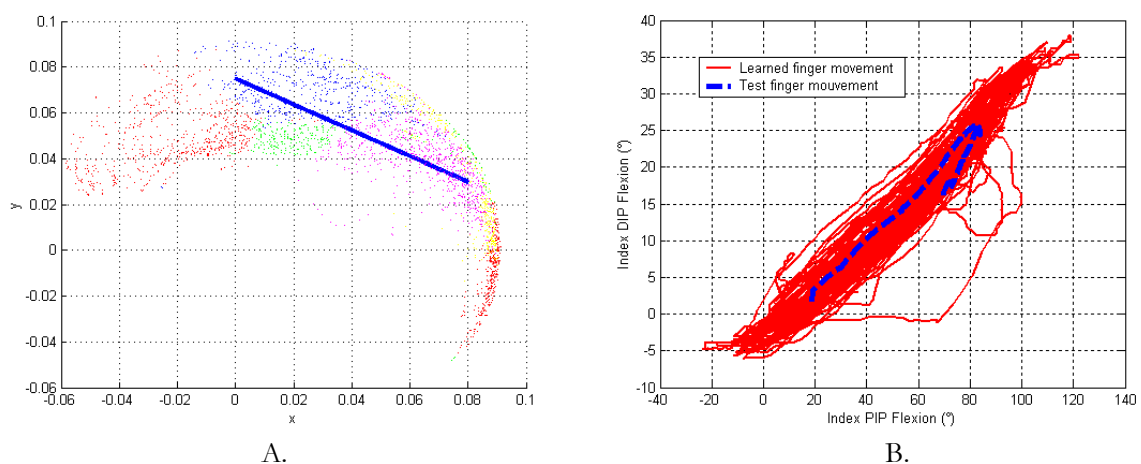 0.1
0.08
0.06
0.04
0.02
0
-0.02
-0.04
-0.06
y
-0.06 -0.04 -0.02 0 0.02 0.04 0.06 0.08 0.1
x
A.
40
35
30
25
20
15
10
5
0
-5
-10
Index DIP Flexion (°)
Learned finger movement
Test finger mouvement
-40 -20 0 20 40 60 80 100 120 140
Index PIP Flexion (°)
B.